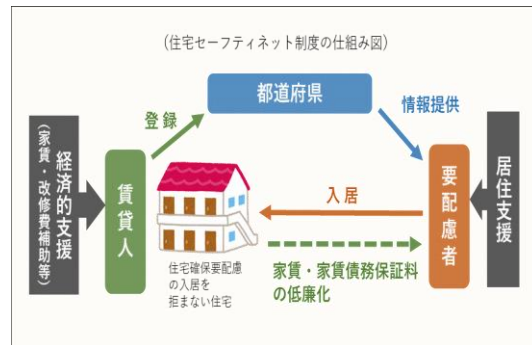 （住宅セーフティネット制度の仕組み図）
都道府県
登録
情報提供
経済的支援
（家賃・改修費補助等）
賃貸人
入居
要配慮者
居住支援
住宅確保要配慮
の入居を
拒まない住宅
家賃・家賃債務保証料
の低廉化